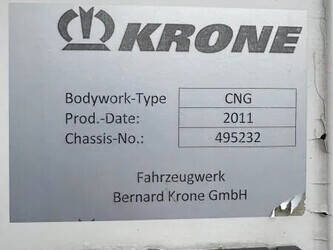 KRONE
Bodywork-Type CNG
Prod.-Date: 2011
Chassis-No.: 495232
Fahrzeugwerk
Bernard Krone GmbH